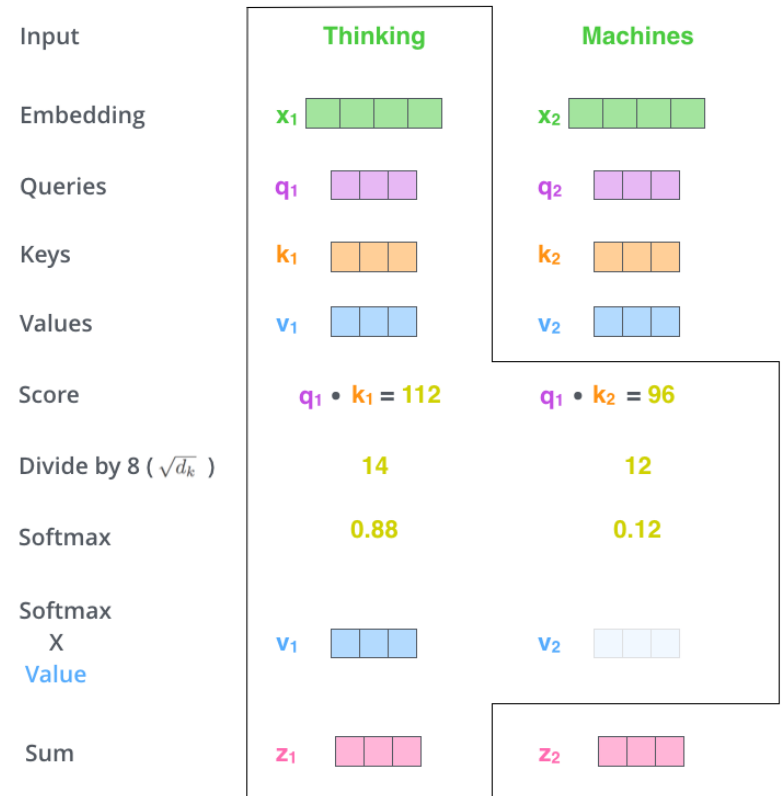 Input Thinking Machines
Embedding x₁ x₂
Queries q₁ q₂
Keys k₁ k₂
Values v₁ v₂
Score q₁ • k₁ = 112 q₁ • k₂ = 96
Divide by 8 ( √dₖ ) 14 12
Softmax 0.88 0.12
Softmax
X v₁ v₂
Value
Sum z₁ z₂